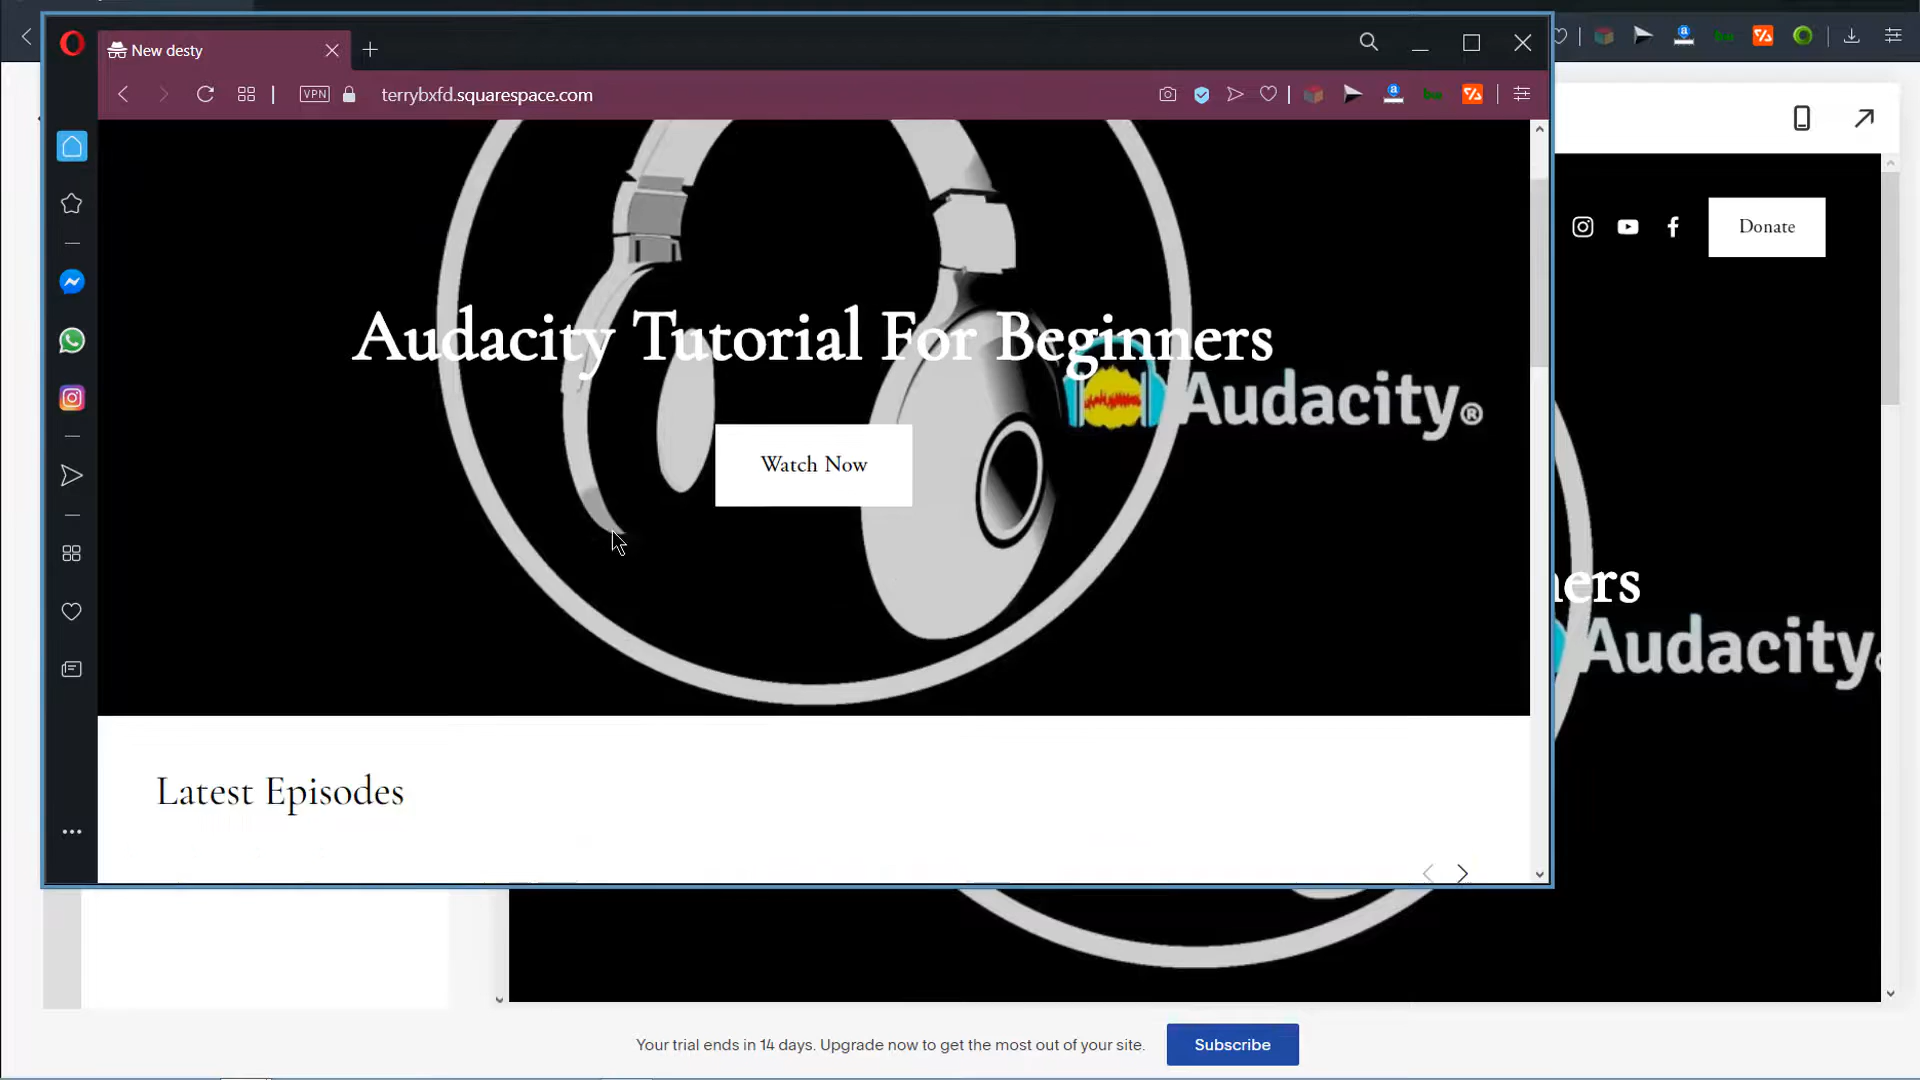 New desty
VPN
terrybxfd.squarespace.com
Donate
Audacity Tutorial For Beginners
Audacity®
Watch Now
ners
Audacity
Latest Episodes
Your trial ends in 14 days. Upgrade now to get the most out of your site.
Subscribe